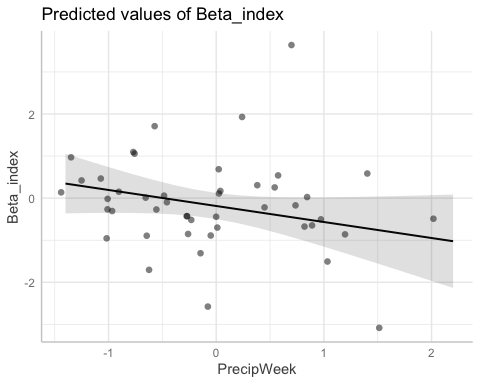 Predicted values of Beta_index
2
0
-2
Beta_index
-1
0
1
2
PrecipWeek